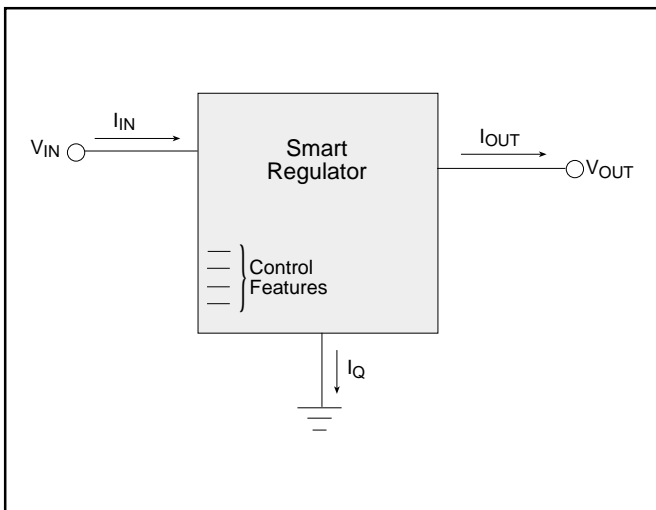 I_IN
V_IN
Smart
Regulator
I_OUT
V_OUT
Control
Features
I_Q